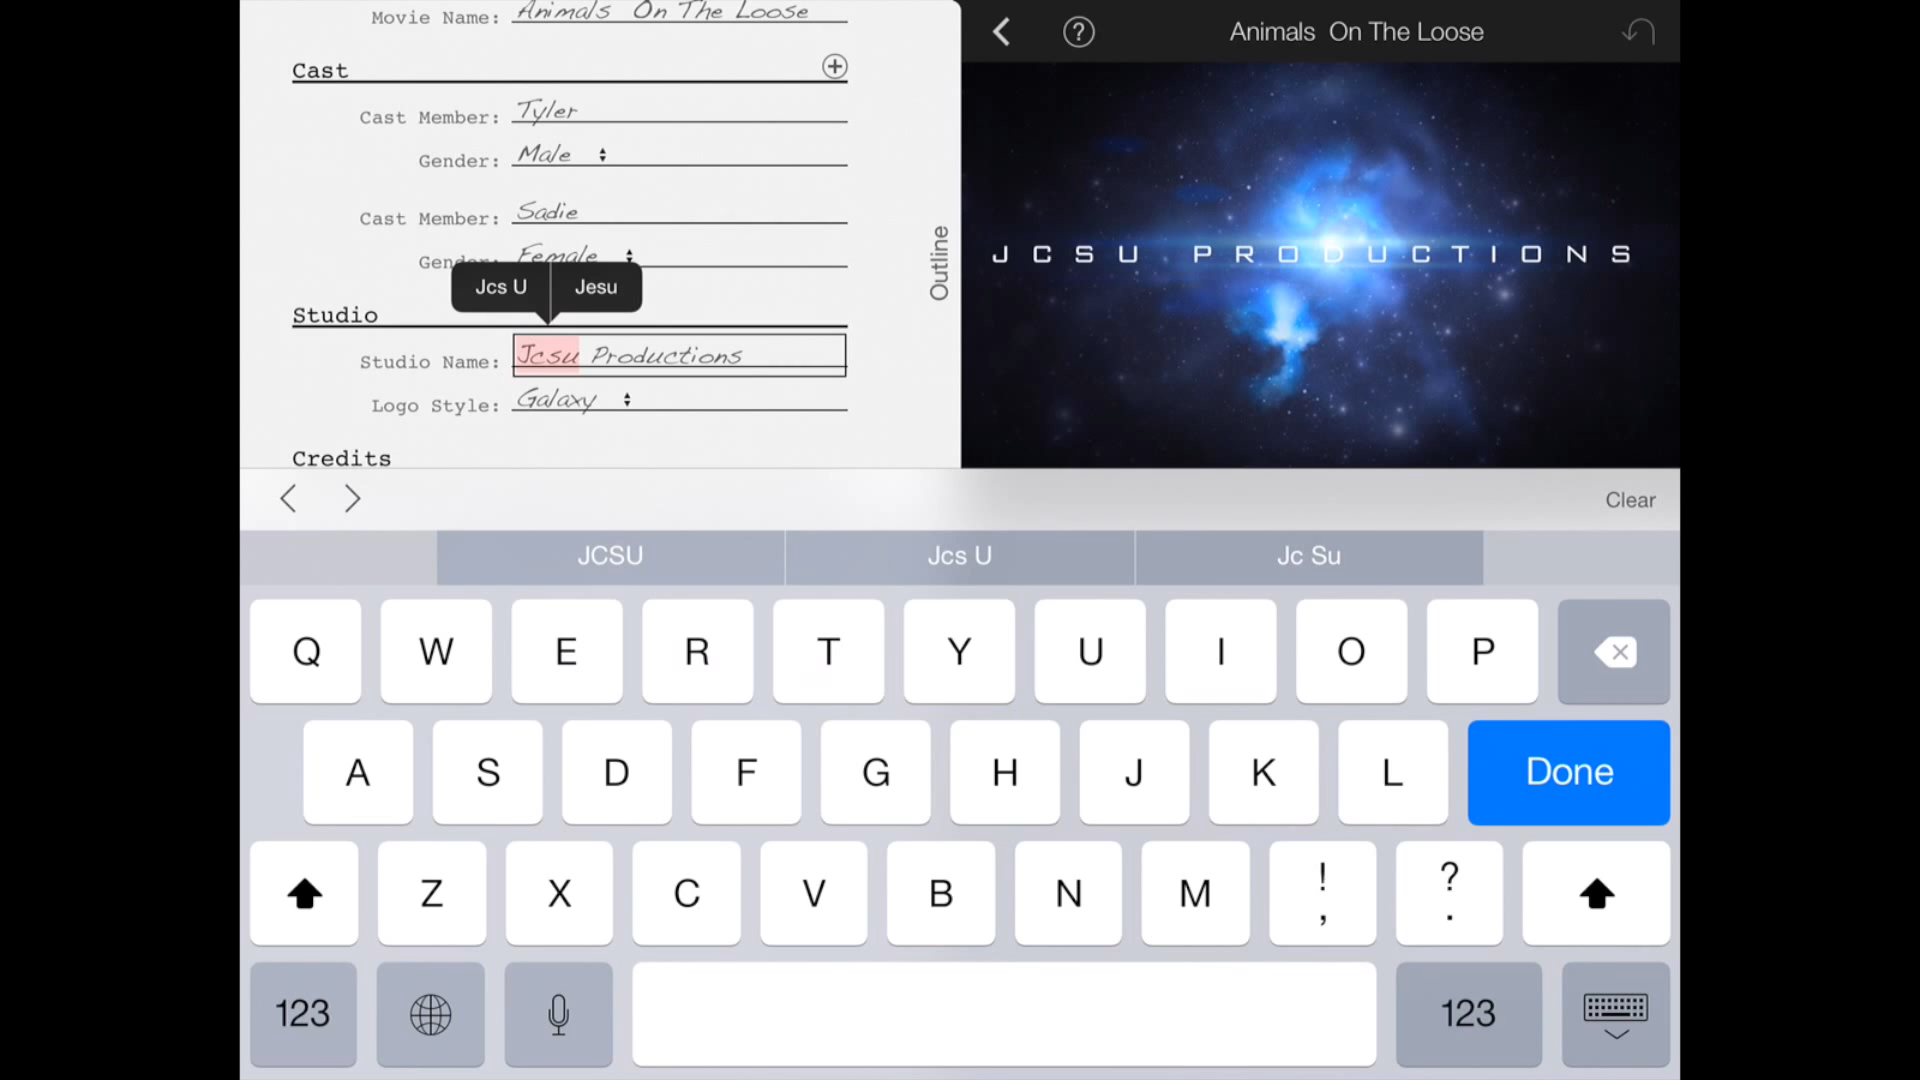 Movie Name: Animals On The Loose
Cast
Cast Member: Tyler
Gender: Male
Cast Member: Sadie
Gender: Female
Jcs U Jesu
Studio
Studio Name: Jcsu Productions
Logo Style: Galaxy
Credits
Outline
? Animals On The Loose
JCSU PRODUCTIONS
Clear
JCSU Jcs U Jc Su
Q W E R T Y U I O P
A S D F G H J K L Done
Z X C V B N M ! , ? .
123 123